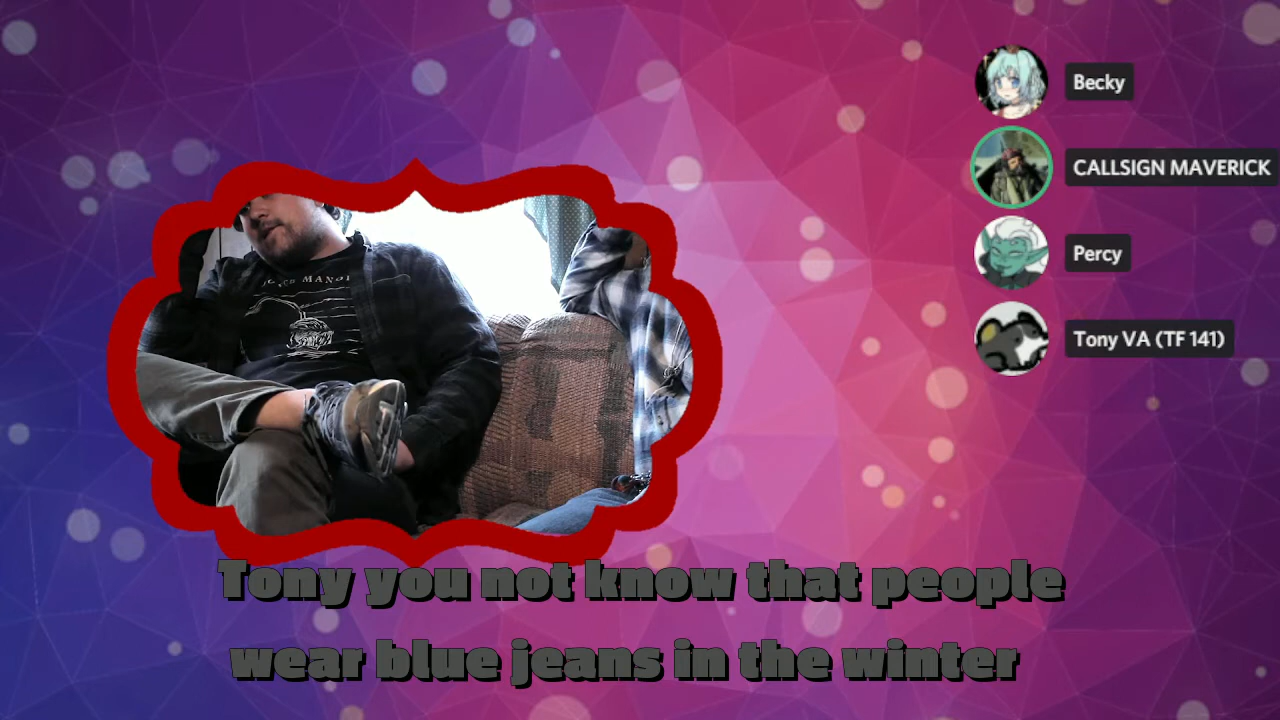 Becky
CALLSIGN MAVERICK
Percy
Tony VA (TF 141)
Tony you not know that people
wear blue jeans in the winter